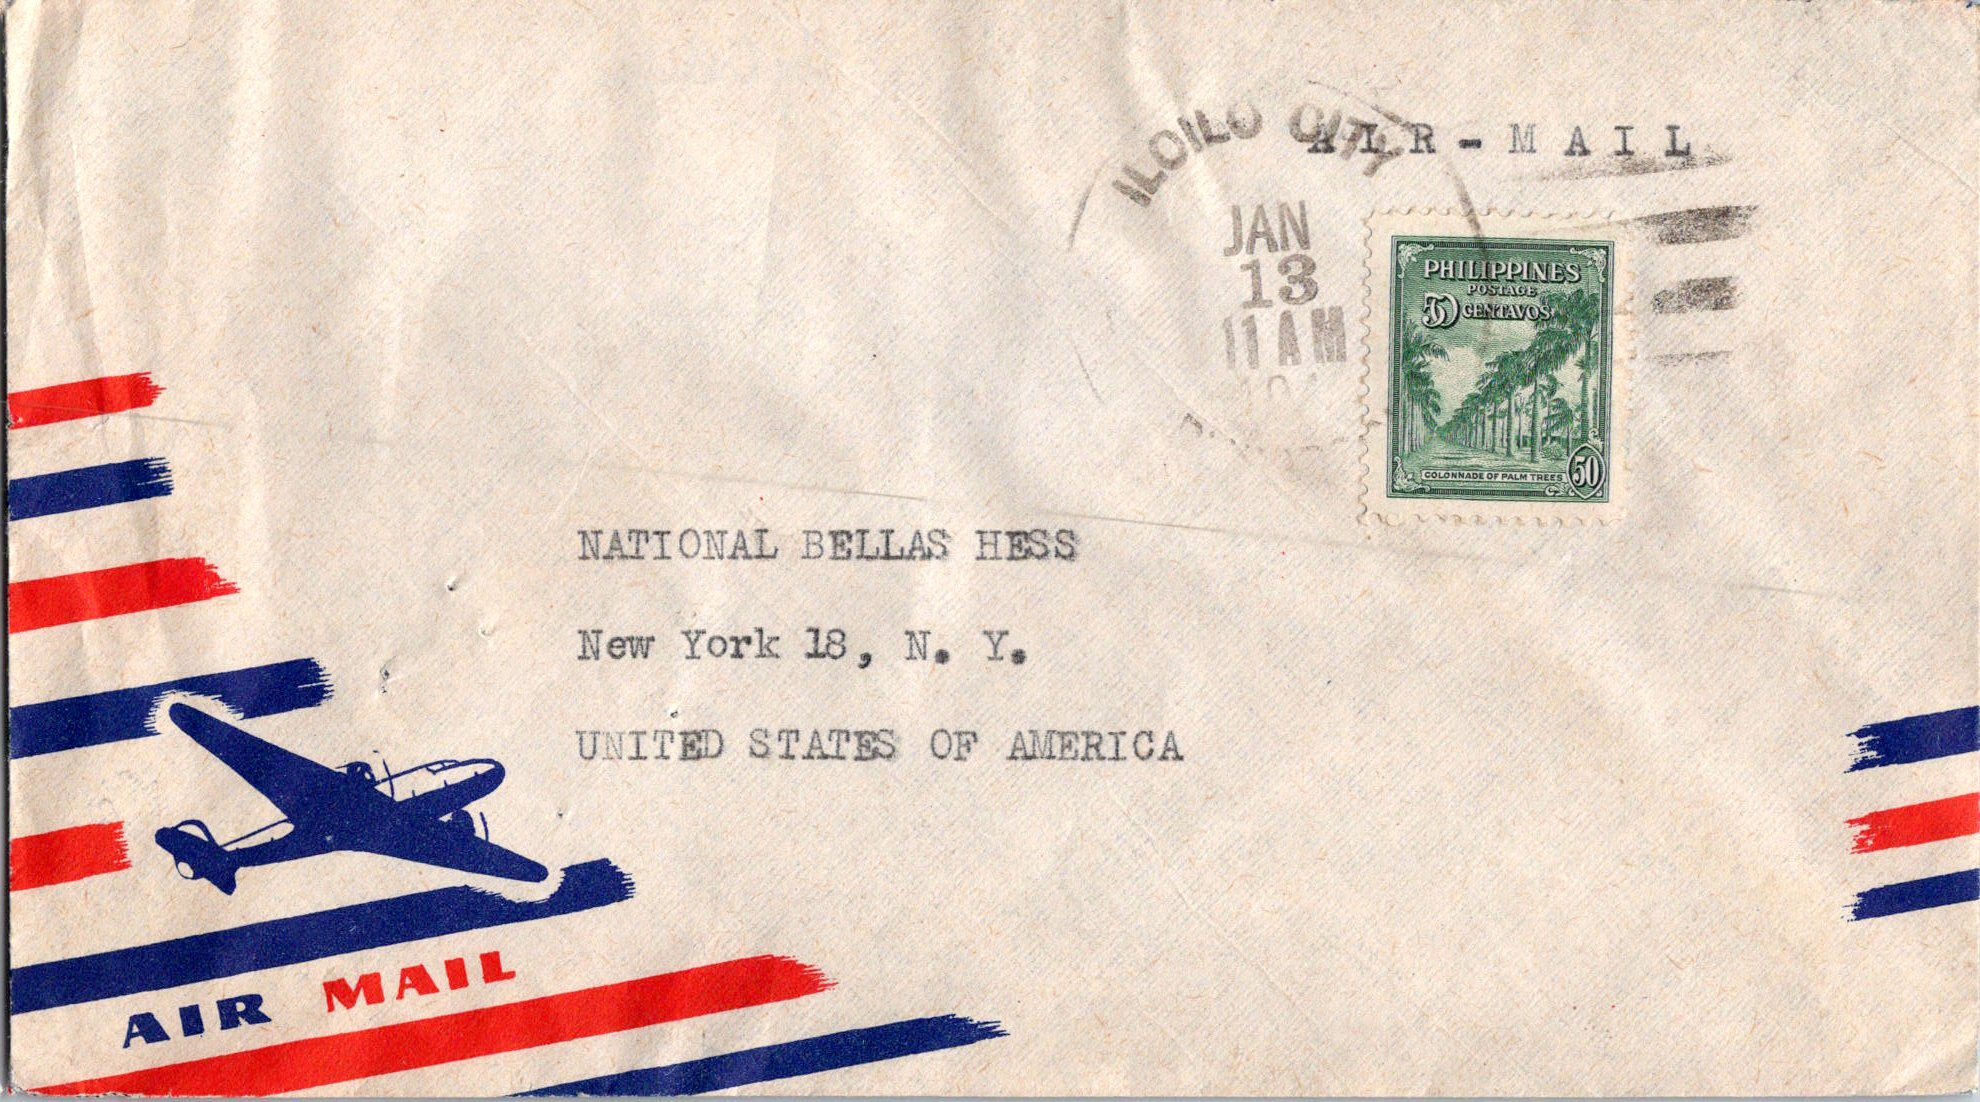 AIR-MAIL
ILOILO CITY
JAN
13
11 AM
PHILIPPINES
POSTAGE
50 CENTAVOS
COLONNADE OF PALM TREES
50
NATIONAL BELLAS HESS
New York 18, N. Y.
UNITED STATES OF AMERICA
AIR MAIL